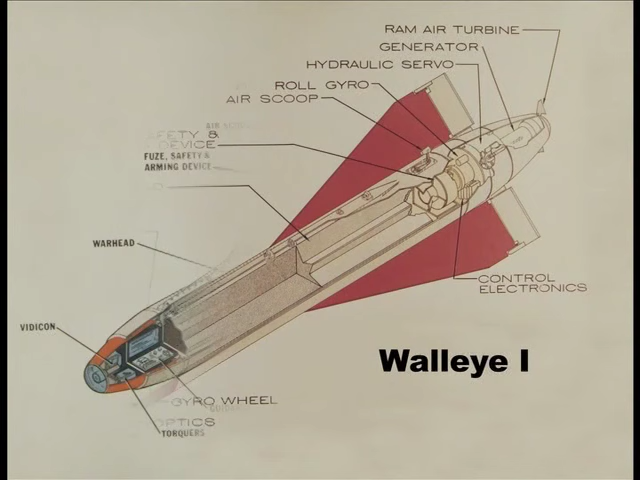 RAM AIR TURBINE
GENERATOR
HYDRAULIC SERVO
ROLL GYRO
AIR SCOOP
&
DEVICE
FUZE, SAFETY &
ARMING DEVICE
WARHEAD
VIDICON
CONTROL
ELECTRONICS
Walleye I
GYRO WHEEL
TORQUERS